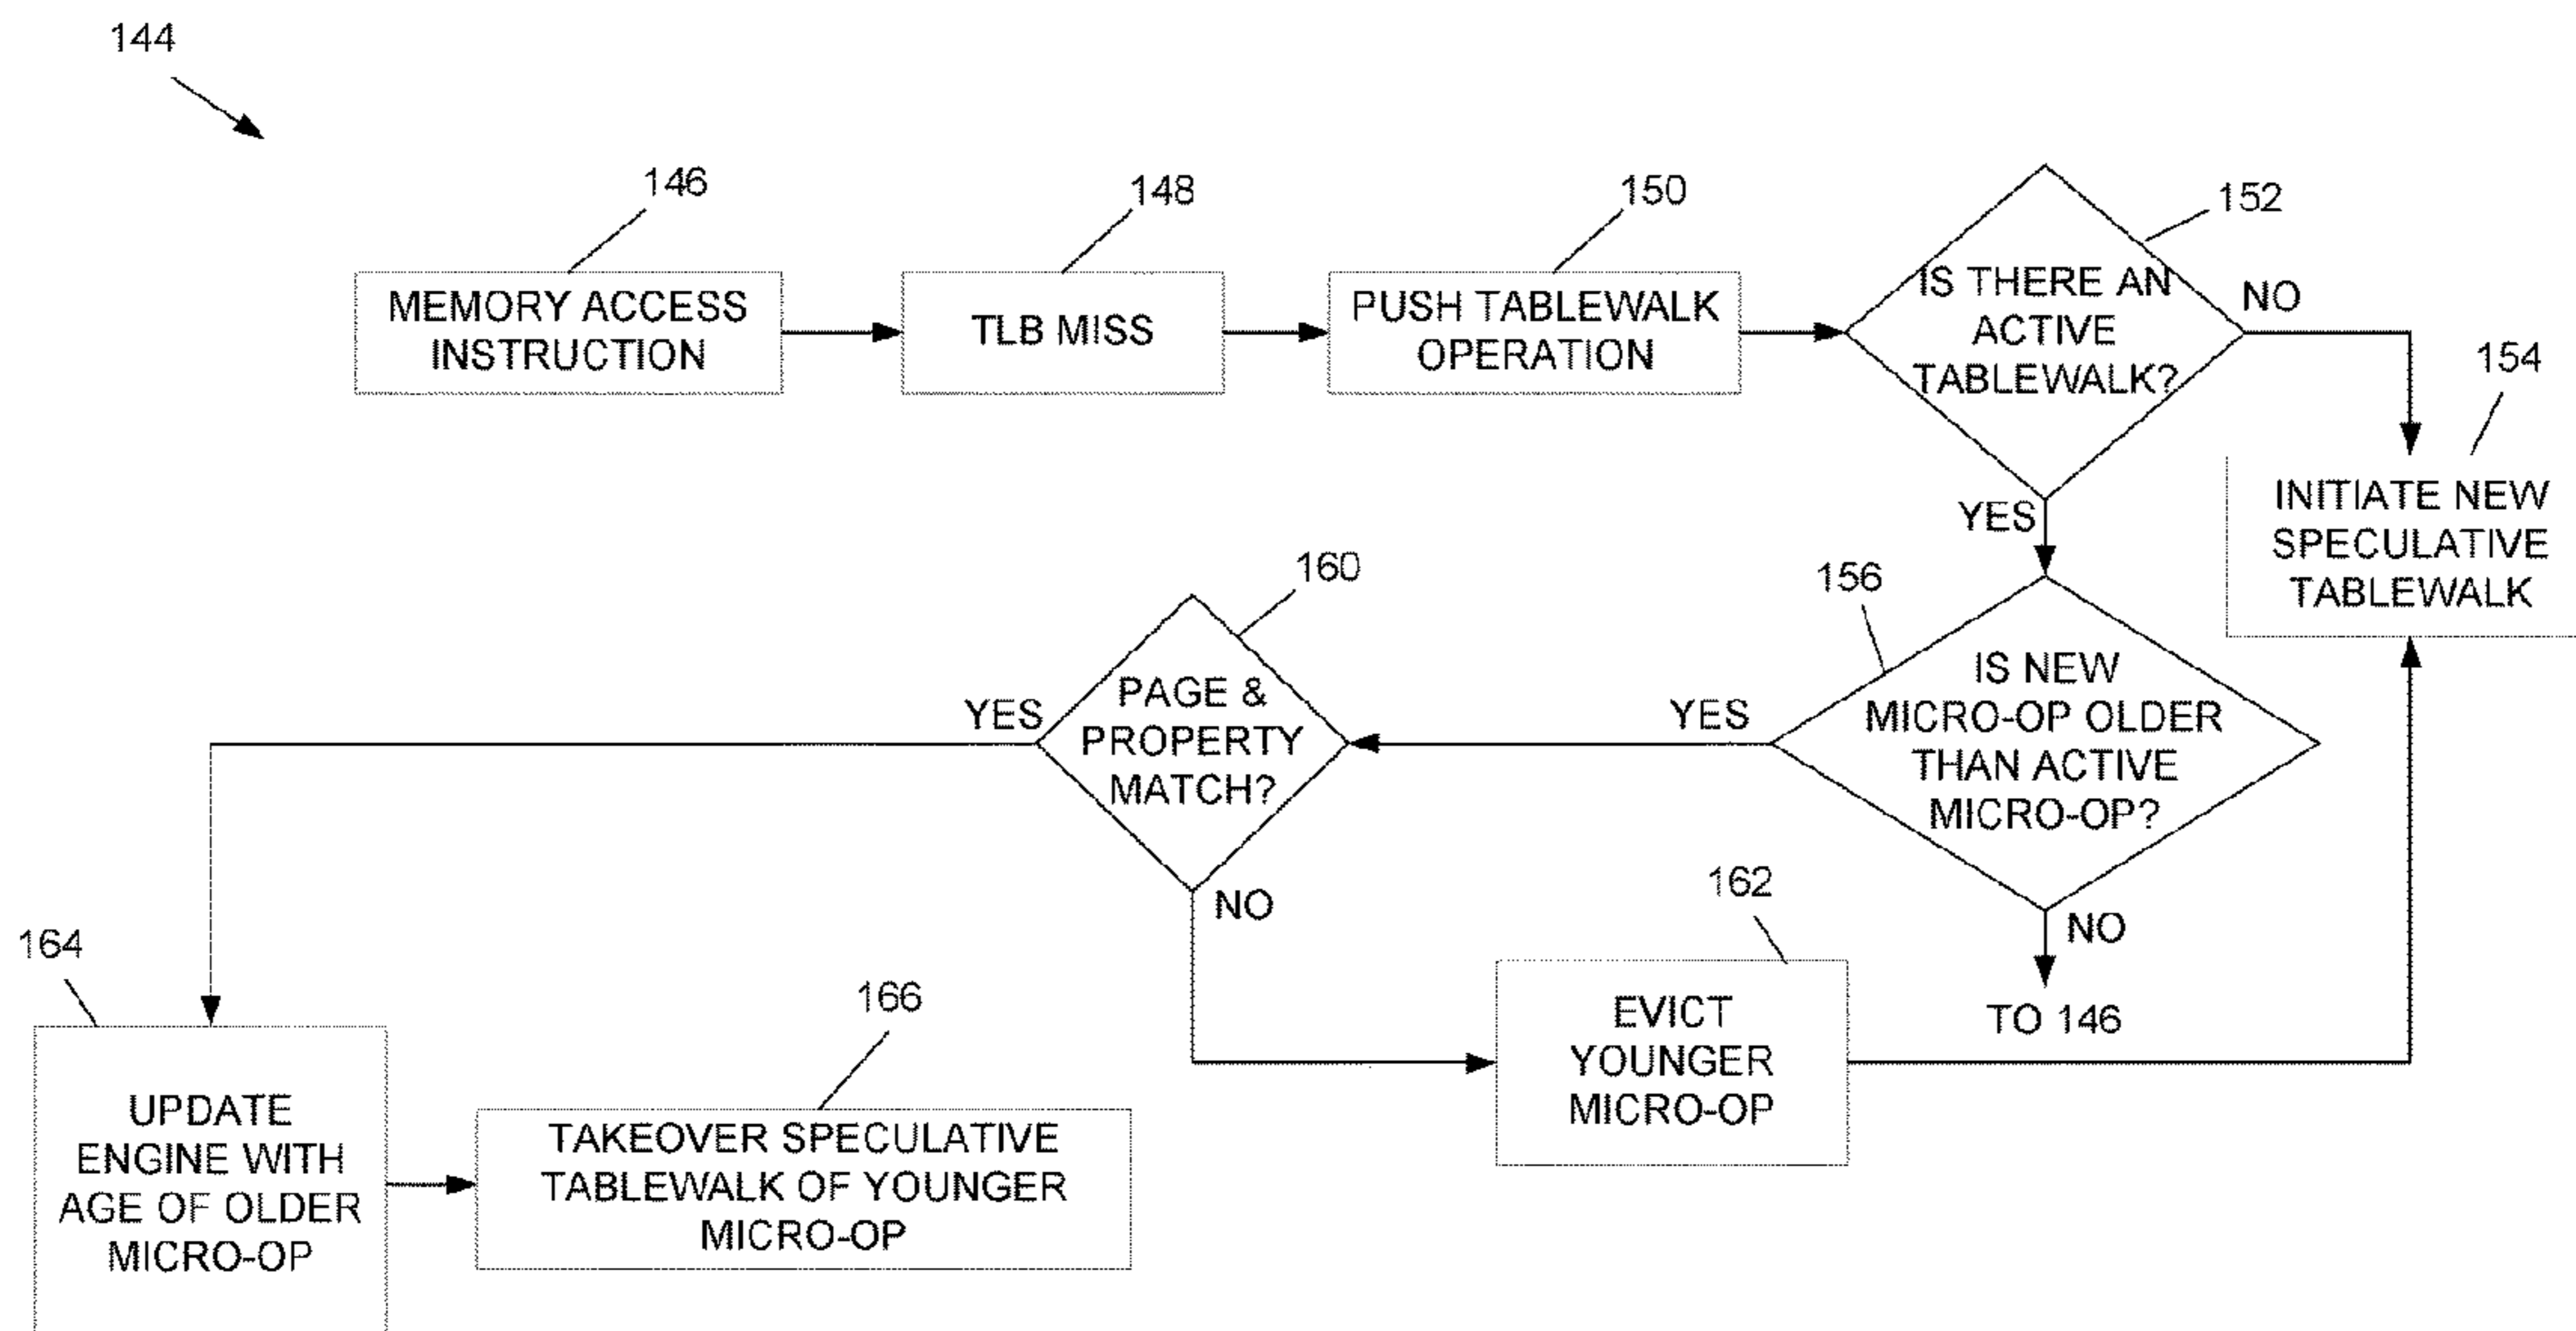 144
146
148
150
152
MEMORY ACCESS
INSTRUCTION
TLB MISS
PUSH TABLEWALK
OPERATION
IS THERE AN
ACTIVE
TABLEWALK?
NO
154
INITIATE NEW
SPECULATIVE
TABLEWALK
YES
156
IS NEW
MICRO-OP OLDER
THAN ACTIVE
MICRO-OP?
YES
NO
TO 146
160
PAGE &
PROPERTY
MATCH?
YES
NO
162
EVICT
YOUNGER
MICRO-OP
164
UPDATE
ENGINE WITH
AGE OF OLDER
MICRO-OP
166
TAKEOVER SPECULATIVE
TABLEWALK OF YOUNGER
MICRO-OP